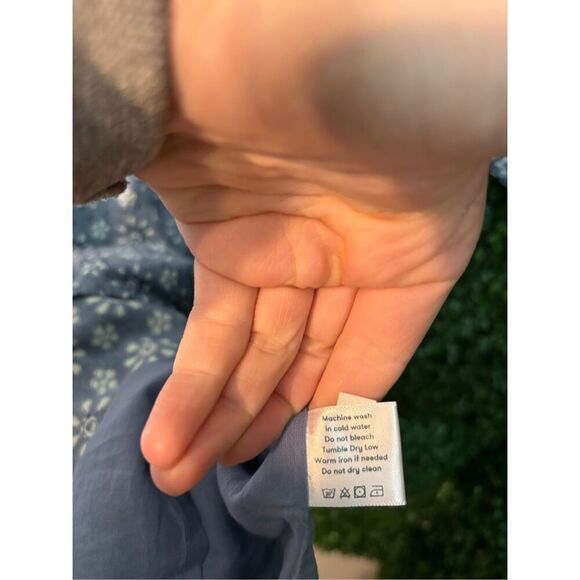 Machine wash
In cold water
Do not bleach
Tumble Dry Low
Warm iron if needed
Do not dry clean